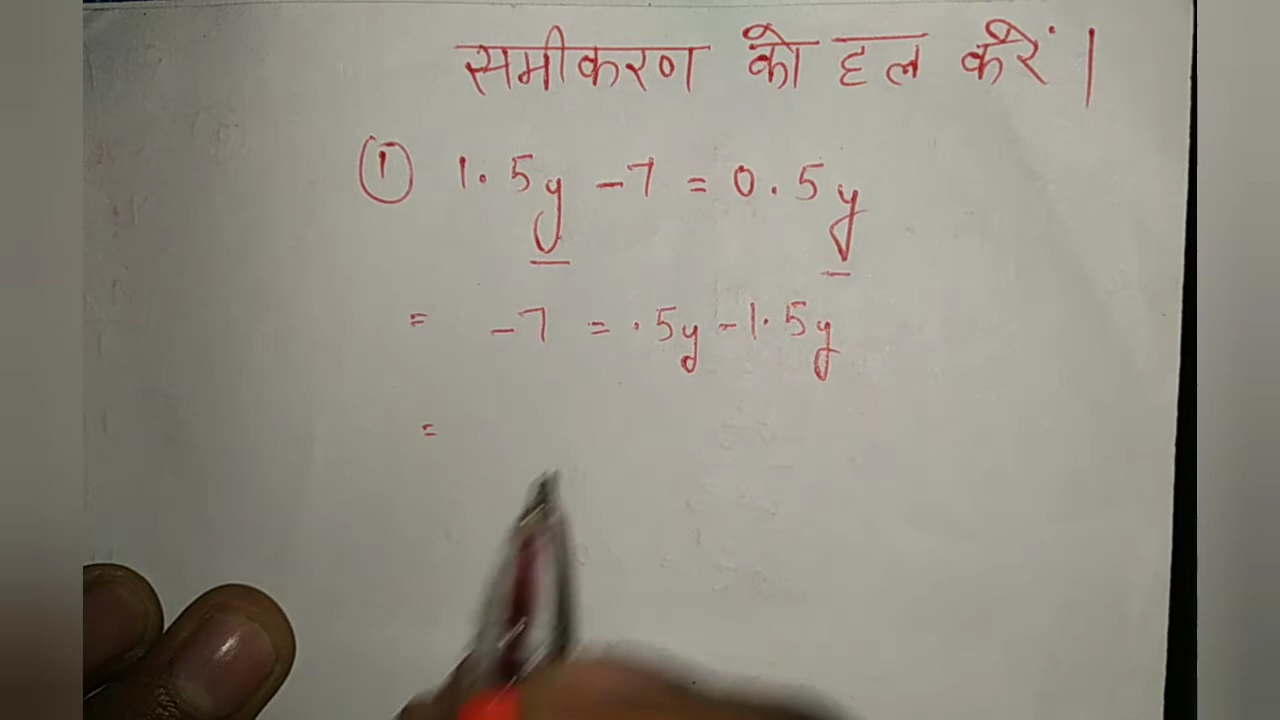 समीकरण को हल करें।
① 1.5y - 7 = 0.5y
= -7 = .5y - 1.5y
=